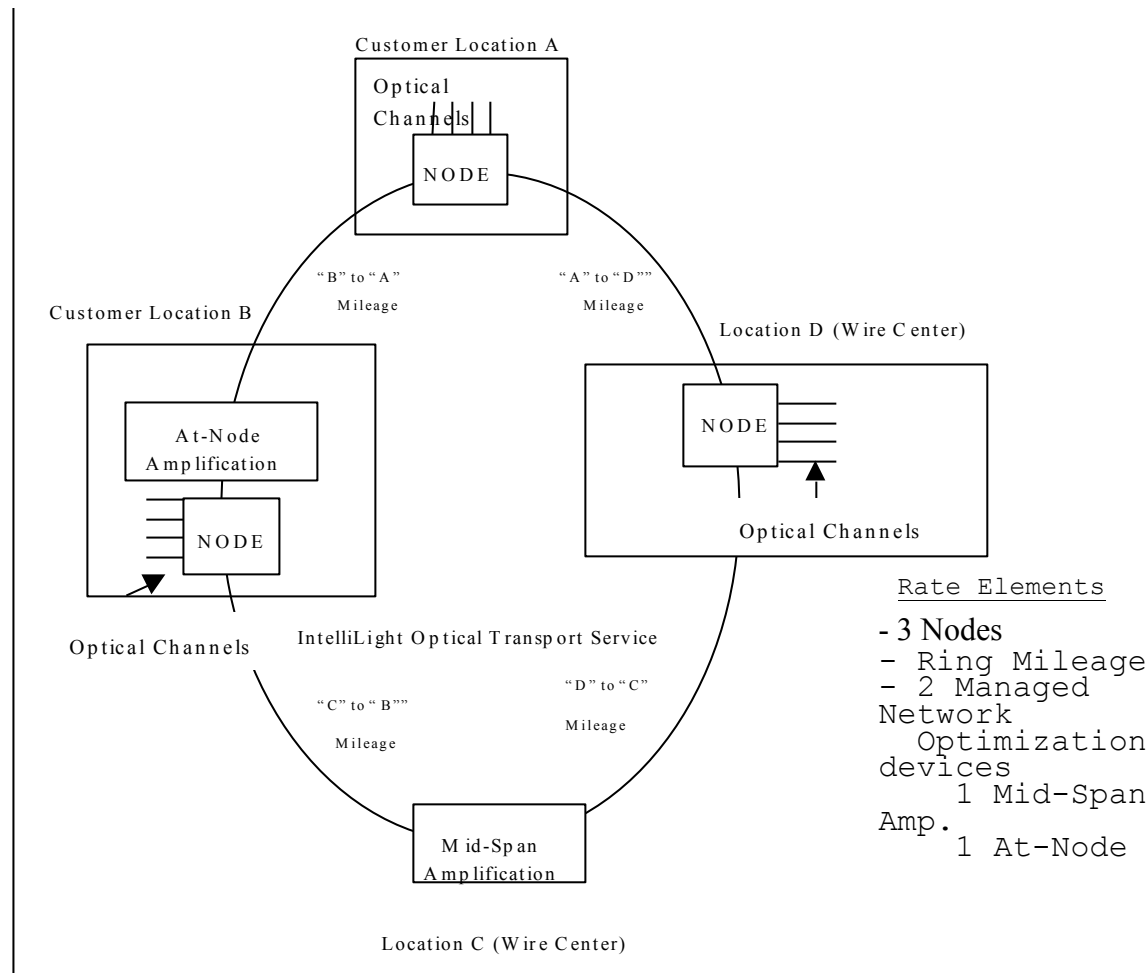 Customer Location A
Optical
Channels
NODE
“B” to “A”
Mileage
“A” to “D””
Mileage
Customer Location B
Location D (Wire Center)
At-Node
Amplification
NODE
NODE
Optical Channels
Optical Channels
IntelliLight Optical Transport Service
“C” to “B””
Mileage
“D” to “C”
Mileage
Mid-Span
Amplification
Location C (Wire Center)
Rate Elements
- 3 Nodes
- Ring Mileage
- 2 Managed
Network
Optimization
devices
1 Mid-Span
Amp.
1 At-Node